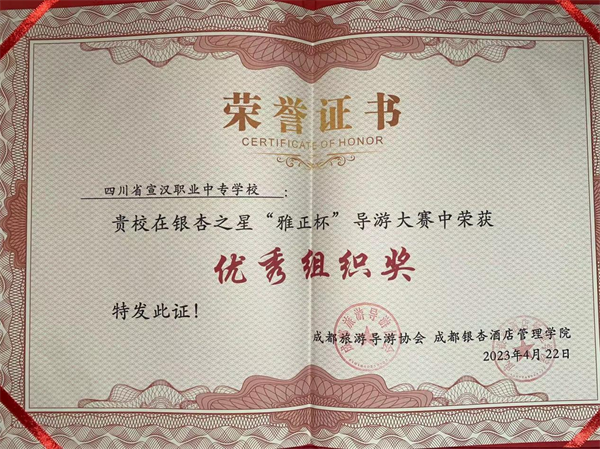 荣誉证书
CERTIFICATE OF HONOR
四川省宣汉职业中专学校：
贵校在银杏之星“雅正杯”导游大赛中荣获
优秀组织奖
特发此证！
成都旅游导游协会 成都银杏酒店管理学院
2023年4月22日